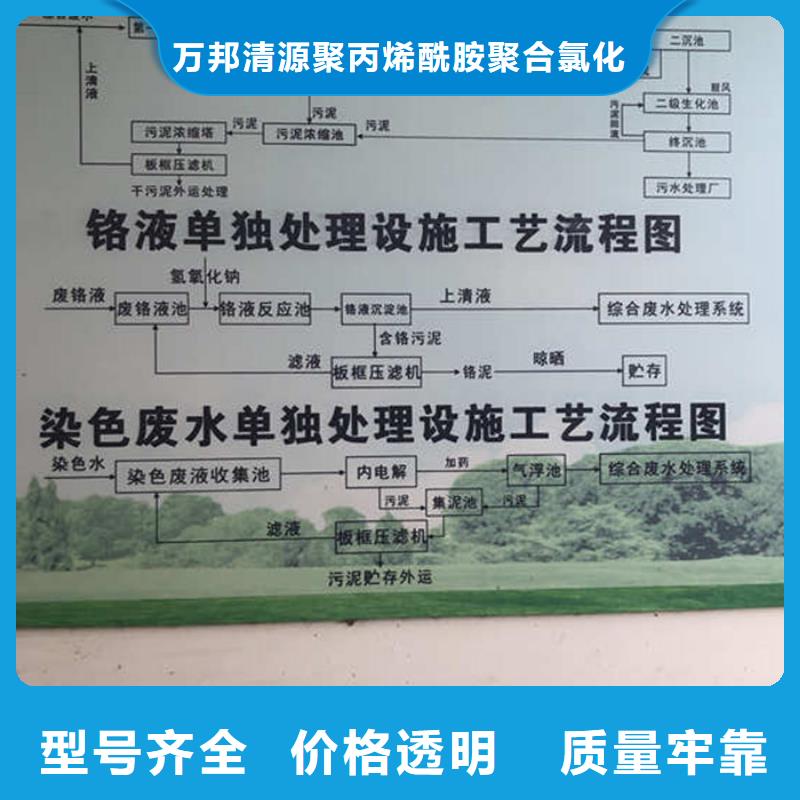 万邦清源聚丙烯酰胺聚合氯化
二沉池
上清液
鼓风
污泥
污泥回流
二级生化池
污泥浓缩塔
污泥
污泥浓缩池
污泥
终沉池
板框压滤机
干污泥外运处理
污水处理厂
铬液单独处理设施工艺流程图
氢氧化钠
废铬液
废铬液池
铬液反应池
铬液沉淀池
上清液
综合废水处理系统
含铬污泥
滤液
板框压滤机
铬泥
晾晒
贮存
染色废水单独处理设施工艺流程图
染色水
染色废液收集池
内电解
加药
气浮池
综合废水处理系统
污泥
集泥池
污泥
滤液
板框压滤机
污泥贮存外运
型号齐全 价格透明 质量牢靠